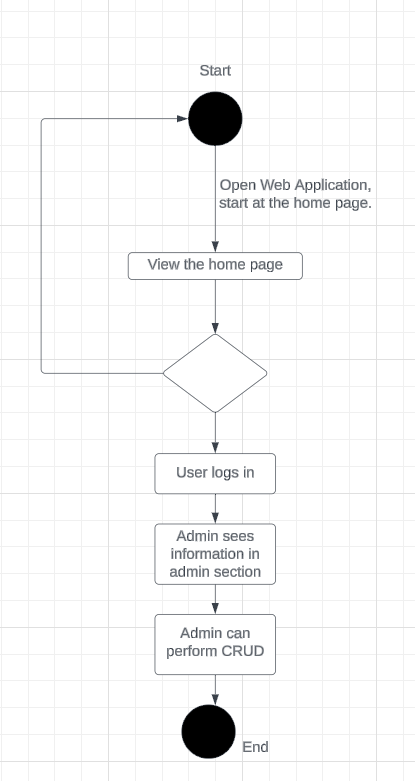 Start
Open Web Application,
start at the home page.
View the home page
User logs in
Admin sees
information in
admin section
Admin can
perform CRUD
End